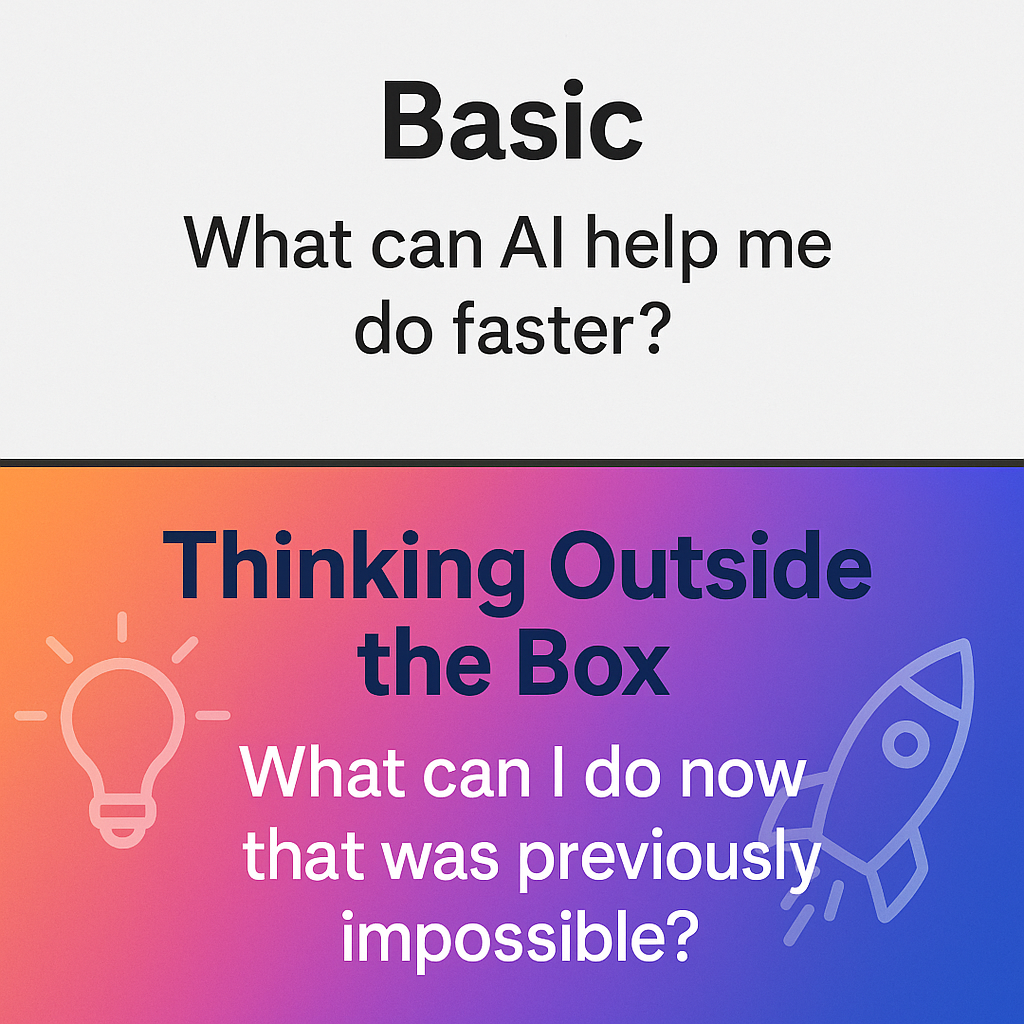 Basic
What can AI help me
do faster?
Thinking Outside
the Box
What can I do now
that was previously
impossible?